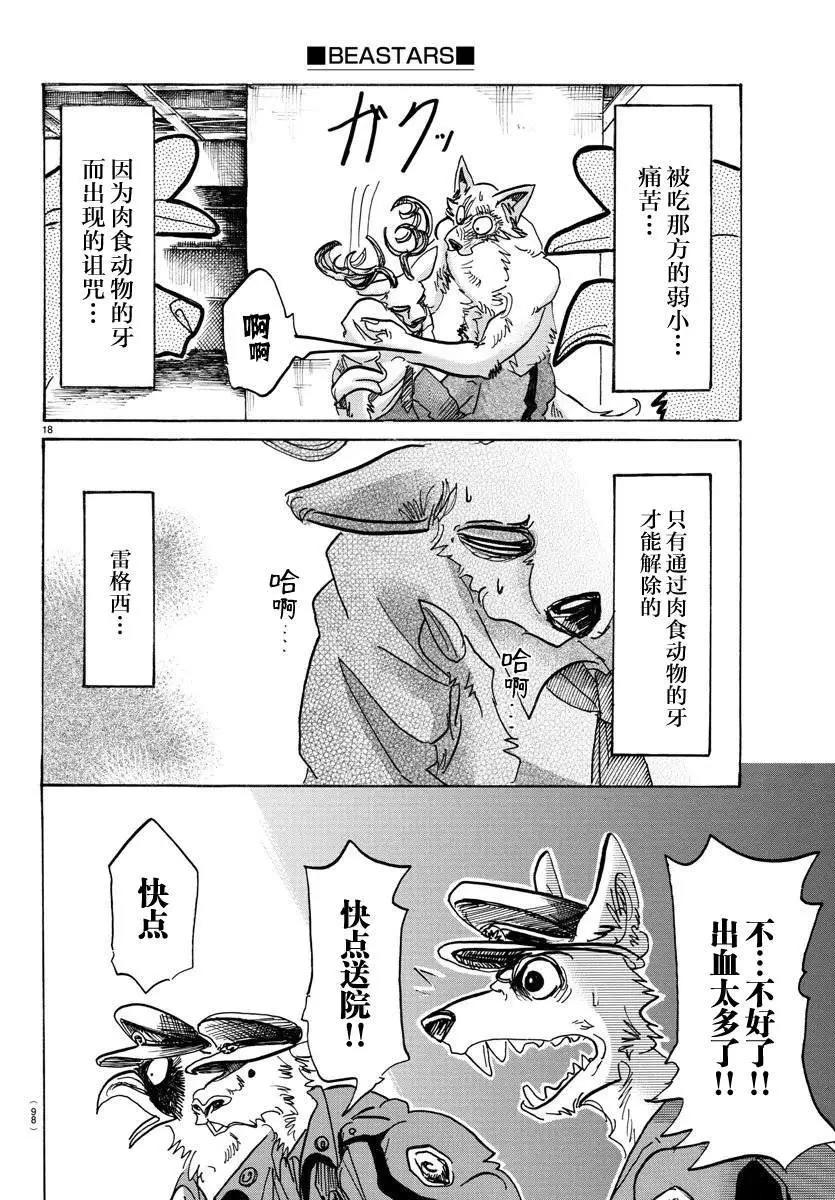 ■BEASTARS■
ガクッ
被吃那方的弱小…
痛苦…
因为肉食动物的牙
而出现的诅咒…
啊啊
18
只有通过肉食动物的牙
才能解除的
哈啊……
哈啊……
雷格西…
不…不好了!!
出血太多了!!
快点送院!!
快点
(98)